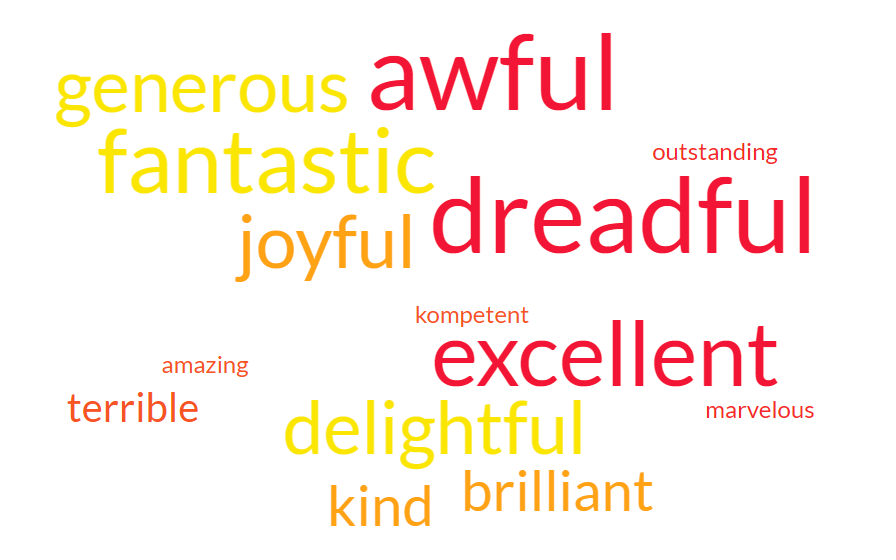 generous awful
fantastic
outstanding
dreadful
joyful
kompetent
excellent
amazing
terrible
delightful
marvelous
kind brilliant